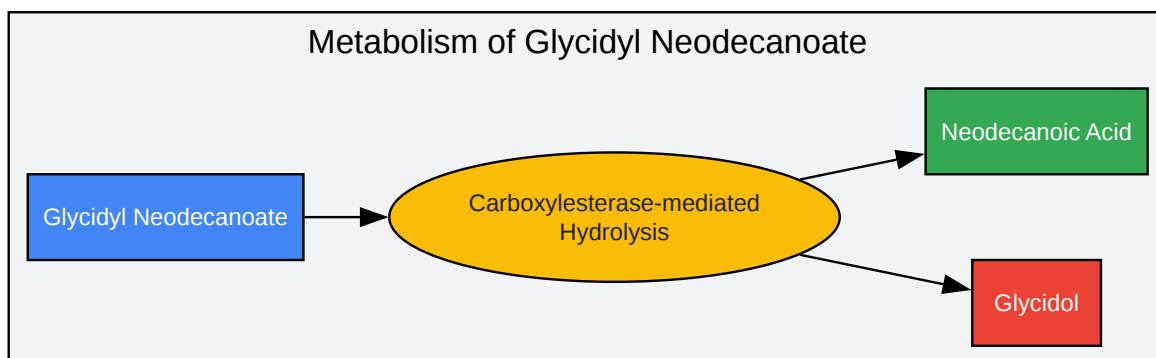 Metabolism of Glycidyl Neodecanoate
Glycidyl Neodecanoate
Carboxylesterase-mediated
Hydrolysis
Neodecanoic Acid
Glycidol